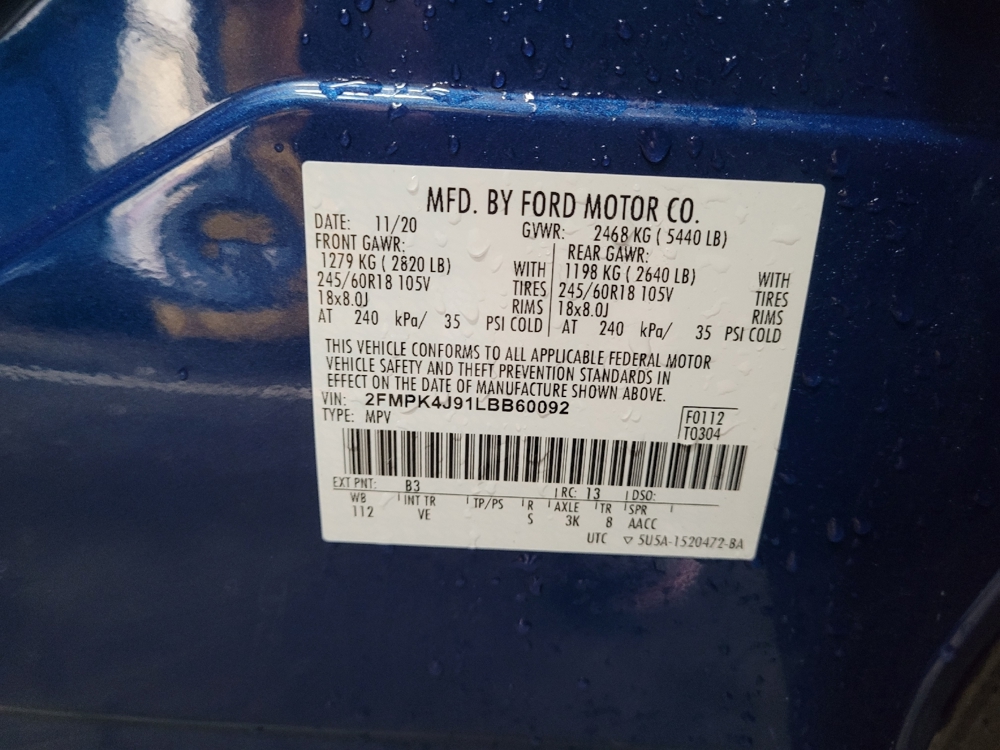 MFD. BY FORD MOTOR CO.
DATE: 11/20 GVWR: 2468 KG ( 5440 LB)
FRONT GAWR: REAR GAWR:
1279 KG ( 2820 LB) WITH 1198 KG ( 2640 LB) WITH
245/60R18 105V TIRES 245/60R18 105V TIRES
18x8.0J RIMS 18x8.0J RIMS
AT 240 kPa/ 35 PSI COLD AT 240 kPa/ 35 PSI COLD
THIS VEHICLE CONFORMS TO ALL APPLICABLE FEDERAL MOTOR
VEHICLE SAFETY AND THEFT PREVENTION STANDARDS IN
EFFECT ON THE DATE OF MANUFACTURE SHOWN ABOVE.
VIN: 2FMPK4J91LBB60092 F0112
TYPE: MPV T0304
EXT PNT: B3 RC: 13 DSO:
WB INT TR TP/PS R AXLE TR SPR
112 VE S 3K 8 AACC
UTC ▽ 5U5A-1520472-BA